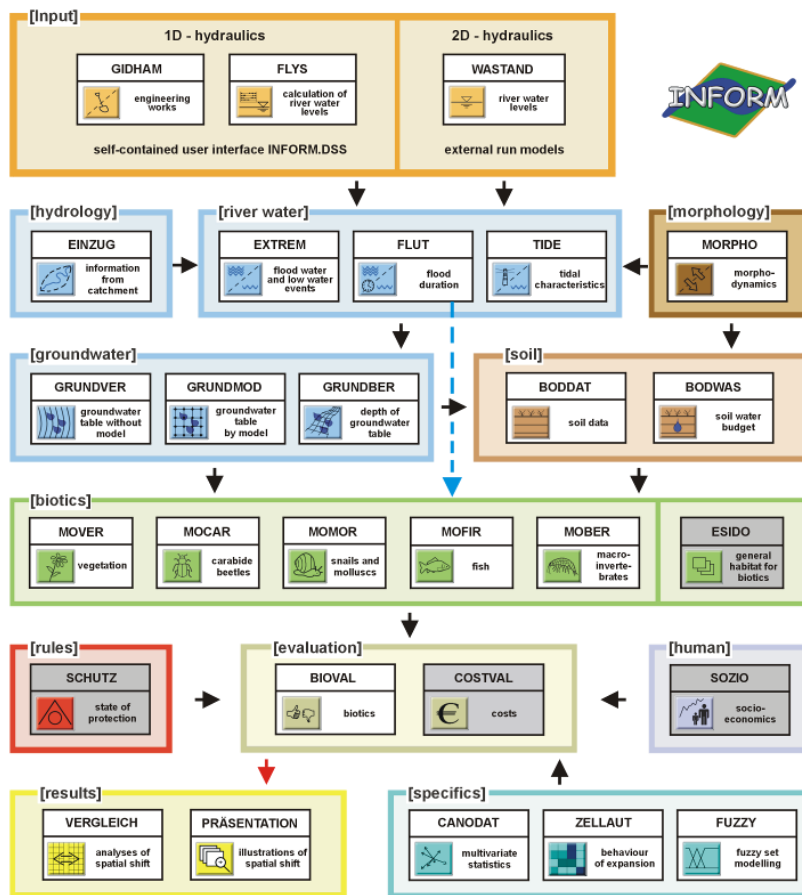 [Input]
1D - hydraulics
2D - hydraulics
GIDHAM
engineering
works
FLYS
calculation of
river water
levels
WASTAND
river water
levels
INFORM
self-contained user interface INFORM.DSS
external run models
[hydrology]
[river water]
[morphology]
EINZUG
information
from
catchment
EXTREM
flood water
and low water
events
FLUT
flood
duration
TIDE
tidal
characteristics
MORPHO
morpho-
dynamics
[groundwater]
[soil]
GRUNDVER
groundwater
table without
model
GRUNDMOD
groundwater
table
by model
GRUNDBER
depth of
groundwater
table
BODDAT
soil data
BODWAS
soil water
budget
[biotics]
MOVER
vegetation
MOCAR
carabide
beetles
MOMOR
snails and
molluscs
MOFIR
fish
MOBER
macro-
inverte-
brates
ESIDO
general
habitat for
biotics
[rules]
[evaluation]
[human]
SCHUTZ
state of
protection
BIOVAL
biotics
COSTVAL
€
costs
SOZIO
socio-
economics
[results]
[specifics]
VERGLEICH
analyses of
spatial shift
PRÄSENTATION
illustrations of
spatial shift
CANODAT
multivariate
statistics
ZELLAUT
behaviour
of expansion
FUZZY
fuzzy set
modelling